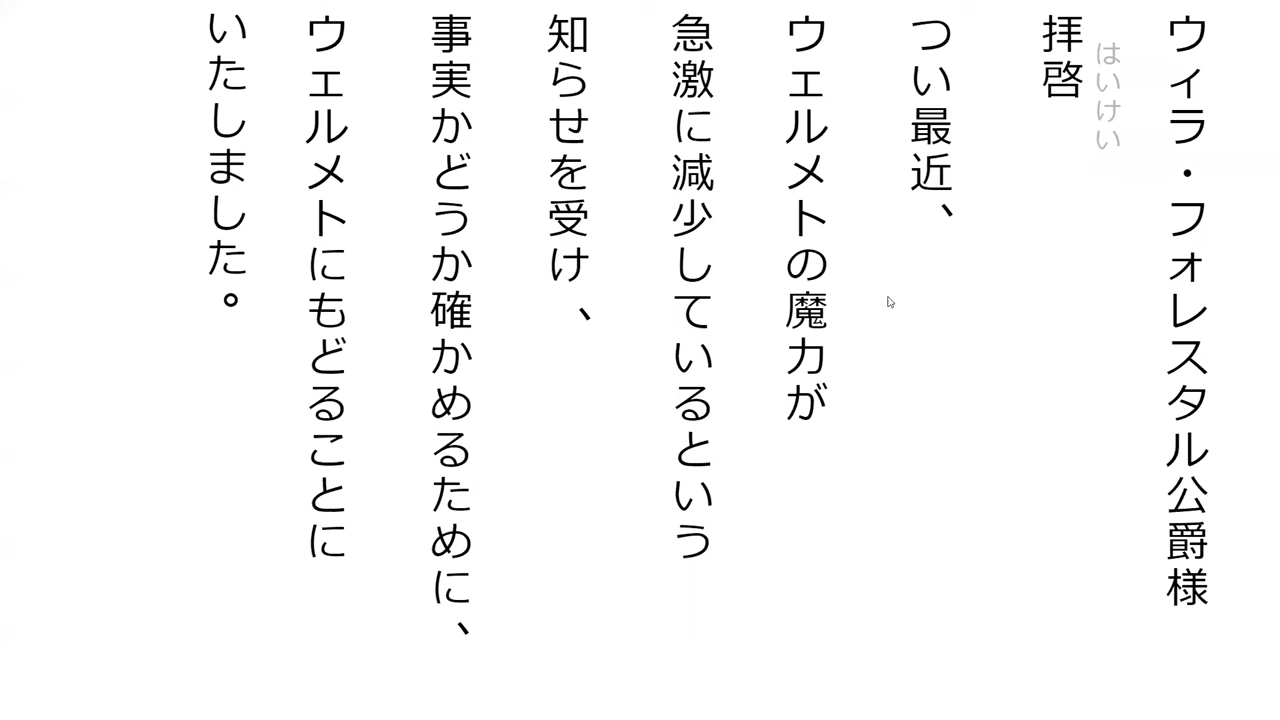 ウィラ・フォレスタル公爵様
はいけい
拝啓
つい最近、
ウェルメトの魔力が
急激に減少しているという
知らせを受け、
事実かどうか確かめるために、
ウェルメトにもどることに
いたしました。